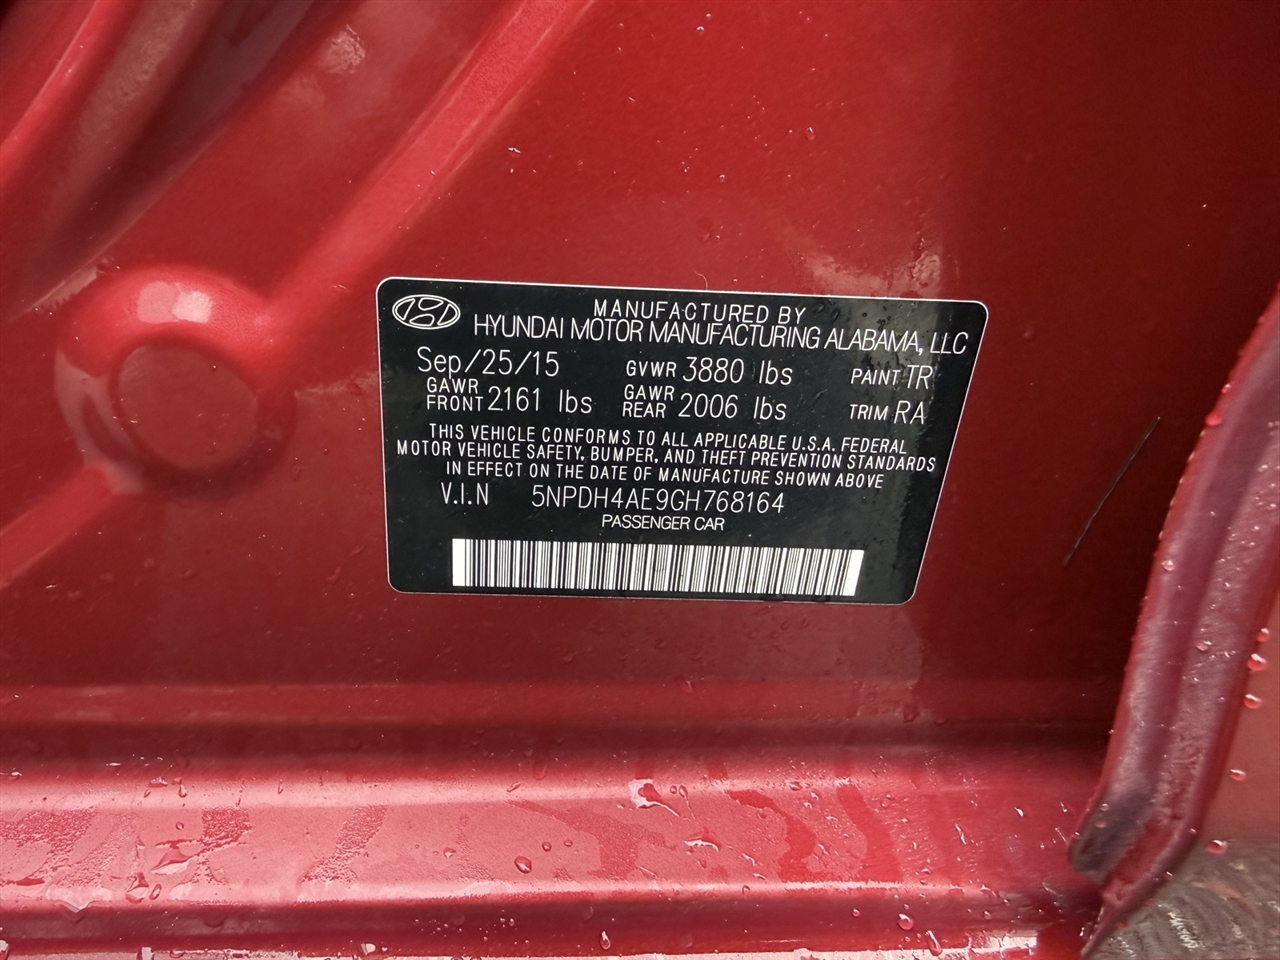 MANUFACTURED BY
HYUNDAI MOTOR MANUFACTURING ALABAMA, LLC
Sep/25/15 GVWR 3880 lbs PAINT TR
GAWR FRONT 2161 lbs GAWR REAR 2006 lbs TRIM RA
THIS VEHICLE CONFORMS TO ALL APPLICABLE U.S.A. FEDERAL
MOTOR VEHICLE SAFETY, BUMPER, AND THEFT PREVENTION STANDARDS
IN EFFECT ON THE DATE OF MANUFACTURE SHOWN ABOVE
V.I.N 5NPDH4AE9GH768164
PASSENGER CAR